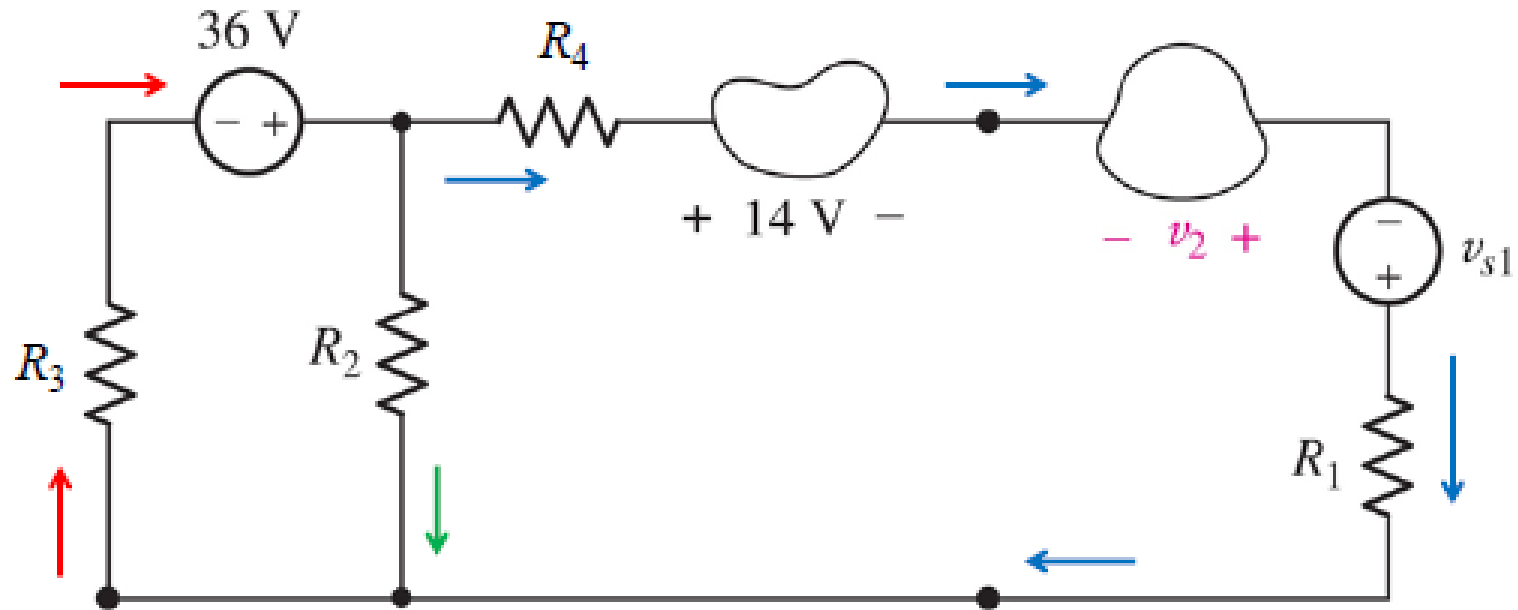 36 V
R4
− +
+ 14 V −
− v2 +
−
+
vs1
R3
R2
R1